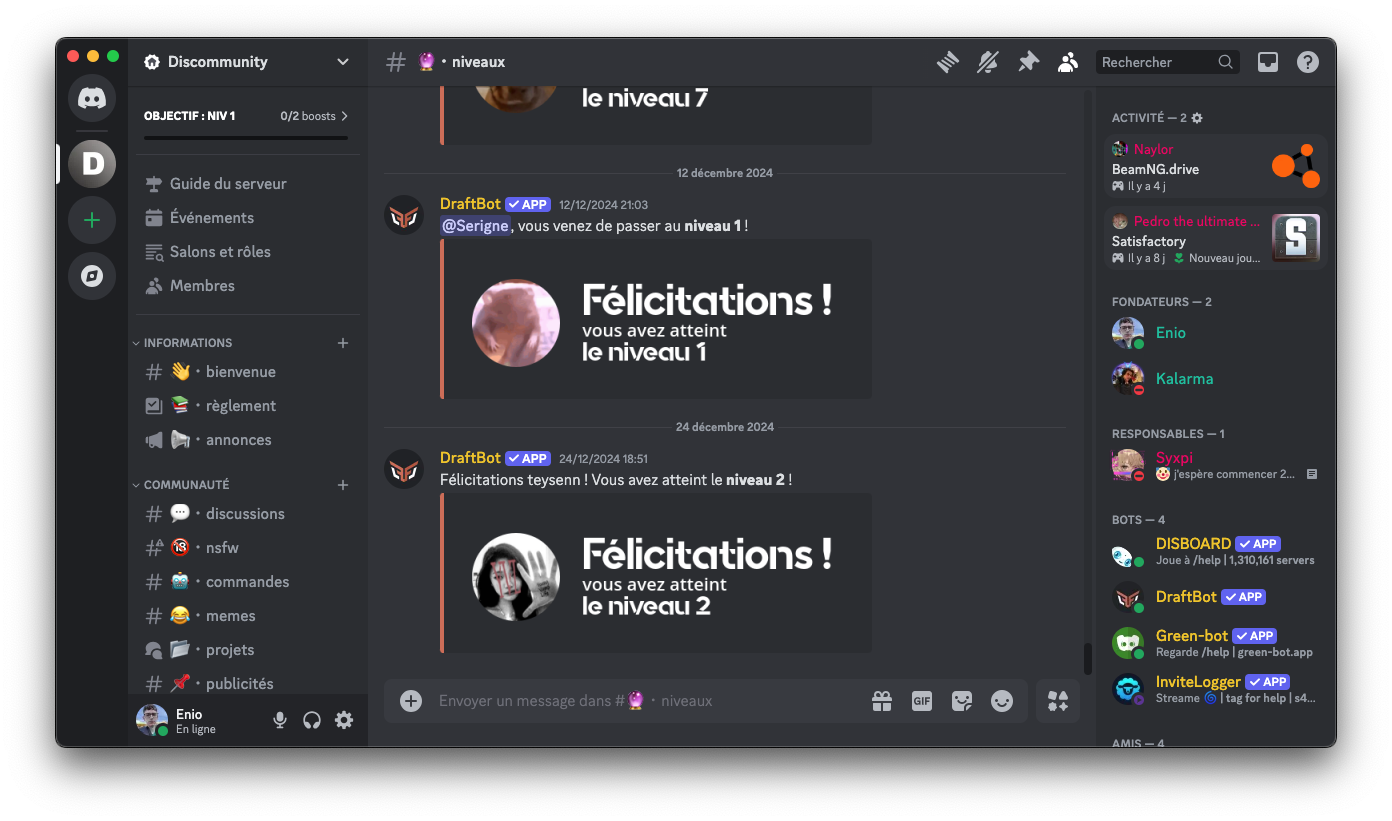 Discommunity
OBJECTIF : NIV 1
0/2 boosts
Guide du serveur
Événements
Salons et rôles
Membres
INFORMATIONS
👋・bienvenue
📚・règlement
📢・annonces
COMMUNAUTÉ
💬・discussions
🔞・nsfw
🤖・commandes
😂・memes
📂・projets
📌・publicités
Enio
En ligne
D
# 🔮・niveaux
Rechercher
le niveau 7
12 décembre 2024
DraftBot APP 12/12/2024 21:03
@Serigne, vous venez de passer au niveau 1 !
Félicitations !
vous avez atteint
le niveau 1
24 décembre 2024
DraftBot APP 24/12/2024 18:51
Félicitations teysenn ! Vous avez atteint le niveau 2 !
Félicitations !
vous avez atteint
le niveau 2
Envoyer un message dans #🔮・niveaux
GIF
ACTIVITÉ — 2
Naylor
BeamNG.drive
Il y a 4 j
Pedro the ultimate ...
Satisfactory
Il y a 8 j Nouveau jou...
S
FONDATEURS — 2
Enio
Kalarma
RESPONSABLES — 1
Syxpi
🤡 j'espère commencer 2...
BOTS — 4
DISBOARD APP
Joue à /help | 1,310,161 servers
DraftBot APP
Green-bot APP
Regarde /help | green-bot.app
InviteLogger APP
Streame 🌀 | tag for help | s4...
AMIS — 4